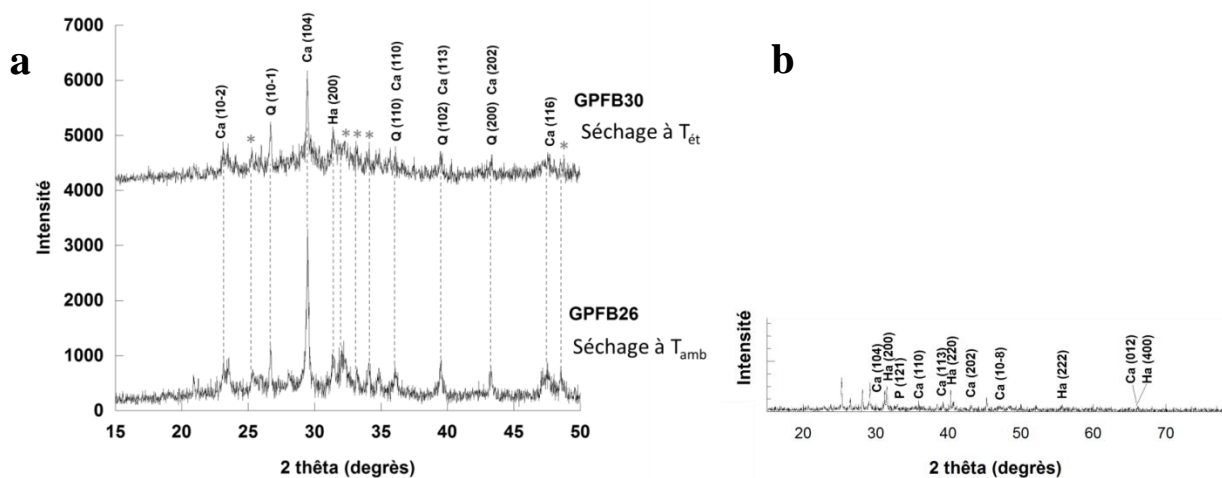 a
7000
6000
5000
4000
3000
2000
1000
0
Intensité
Ca (10-2)
*
Q (10-1)
Ca (104)
Ha (200)
* * *
Q (110) Ca (110)
Q (102) Ca (113)
Q (200) Ca (202)
Ca (116)
*
GPFB30
Séchage à Tét
GPFB26
Séchage à Tamb
15 20 25 30 35 40 45 50
2 thêta (degrès)
b
Intensité
Ca (104)
Ha (200)
P (121)
Ca (110)
Ca (113)
Ha (220)
Ca (202)
Ca (10-8)
Ha (222)
Ca (012)
Ha (400)
20 30 40 50 60 70
2 thêta (degrès)